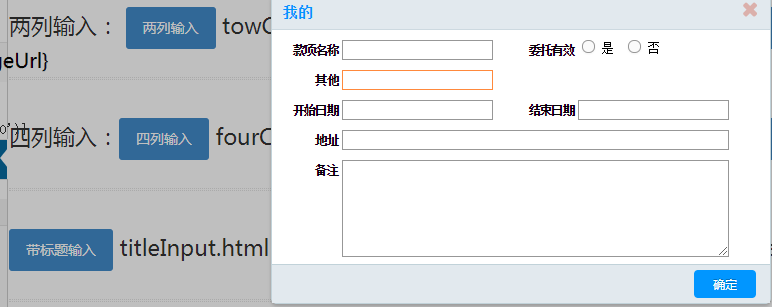 两列输入： 两列输入 towC
geUrl}
0')]
四列输入： 四列输入 fourC
带标题输入 titleInput.html
我的
款项名称 委托有效 是 否
其他
开始日期 结束日期
地址
备注
确定